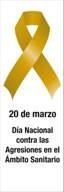 20 de marzo
Día Nacional
contra las
Agresiones en el
Ámbito Sanitario